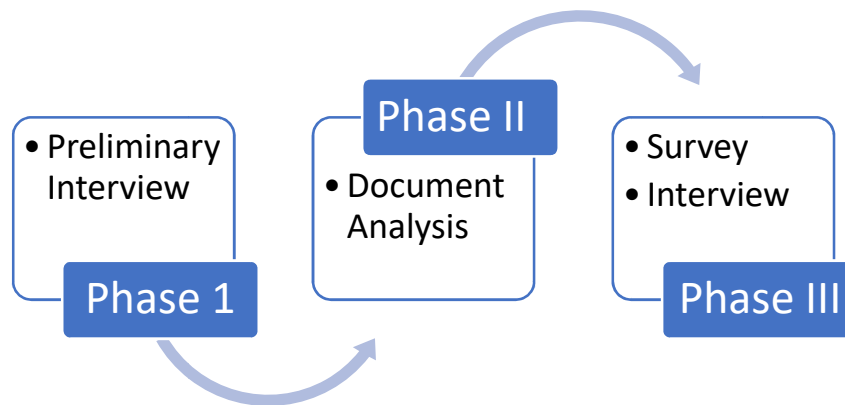 • Preliminary
Interview
Phase 1
Phase II
• Document
Analysis
• Survey
• Interview
Phase III